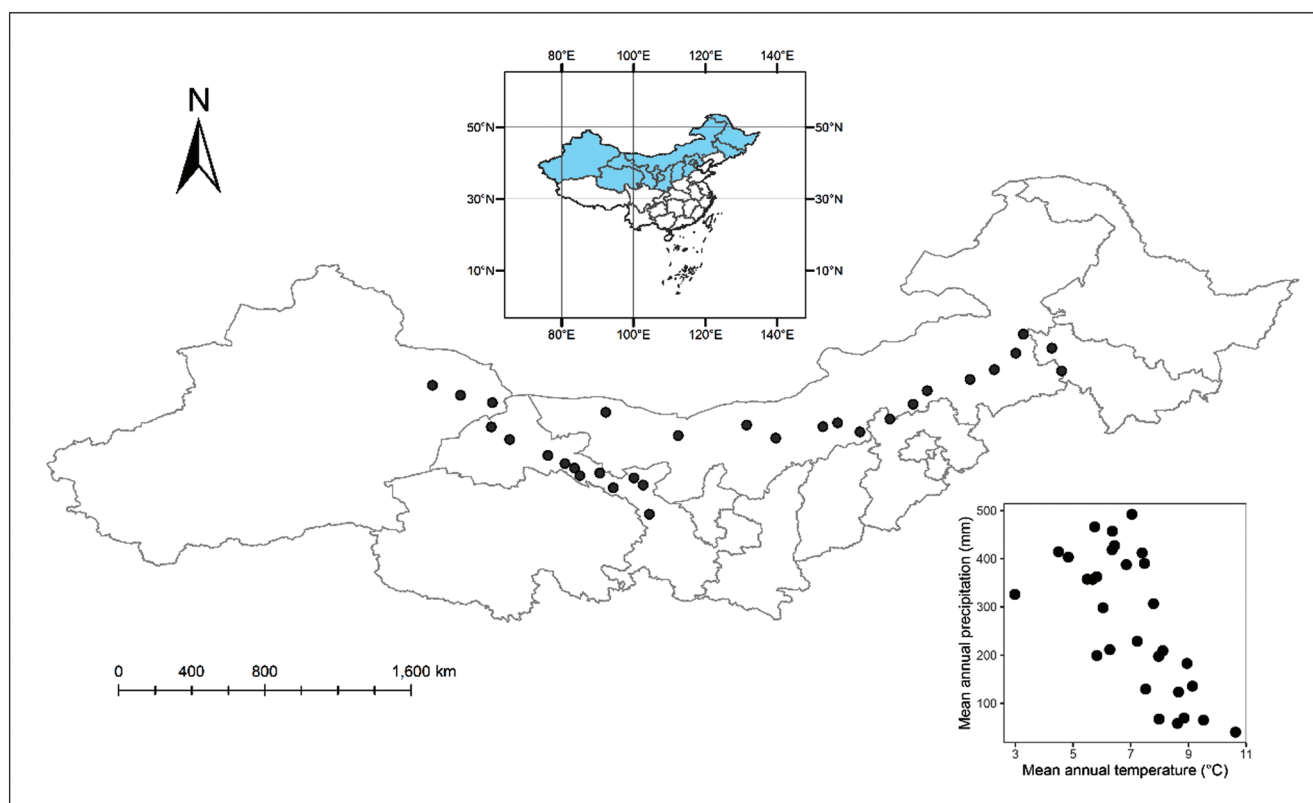 80°E 100°E 120°E 140°E
N
50°N 50°N
30°N 30°N
10°N 10°N
80°E 100°E 120°E 140°E
0 400 800 1,600 km
Mean annual precipitation (mm)
500
400
300
200
100
3 5 7 9 11
Mean annual temperature (°C)